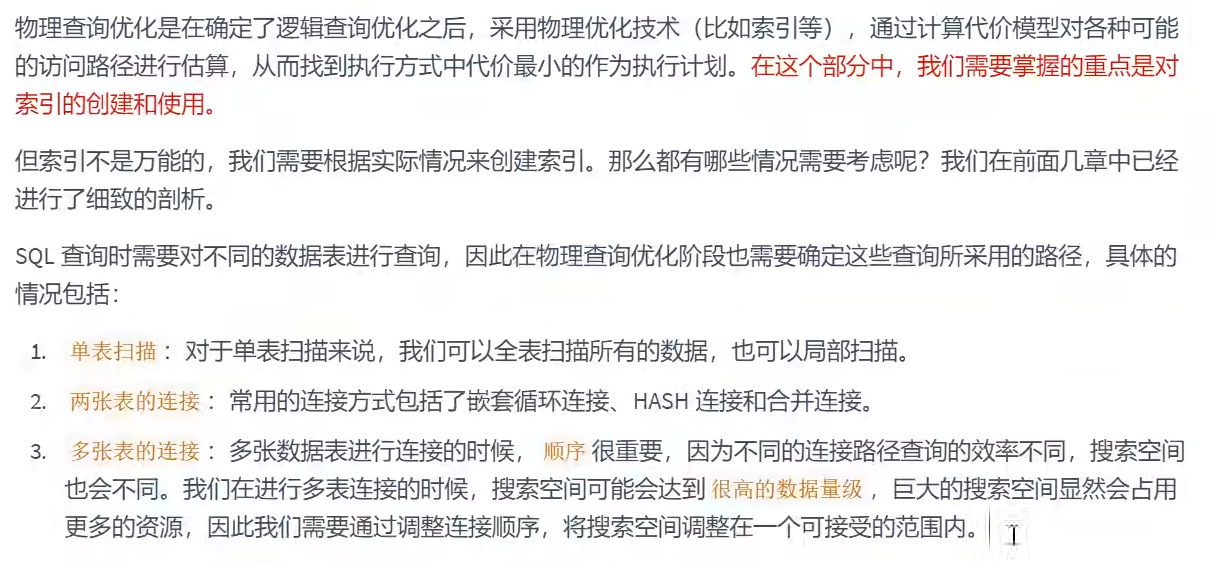 物理查询优化是在确定了逻辑查询优化之后，采用物理优化技术（比如索引等），通过计算代价模型对各种可能
的访问路径进行估算，从而找到执行方式中代价最小的作为执行计划。在这个部分中，我们需要掌握的重点是对
索引的创建和使用。
但索引不是万能的，我们需要根据实际情况来创建索引。那么都有哪些情况需要考虑呢？我们在前面几章中已经
进行了细致的剖析。
SQL 查询时需要对不同的数据表进行查询，因此在物理查询优化阶段也需要确定这些查询所采用的路径，具体的
情况包括：
1. 单表扫描：对于单表扫描来说，我们可以全表扫描所有的数据，也可以局部扫描。
2. 两张表的连接：常用的连接方式包括了嵌套循环连接、HASH 连接和合并连接。
3. 多张表的连接：多张数据表进行连接的时候，顺序 很重要，因为不同的连接路径查询的效率不同，搜索空间
也会不同。我们在进行多表连接的时候，搜索空间可能会达到 很高的数据量级，巨大的搜索空间显然会占用
更多的资源，因此我们需要通过调整连接顺序，将搜索空间调整在一个可接受的范围内。